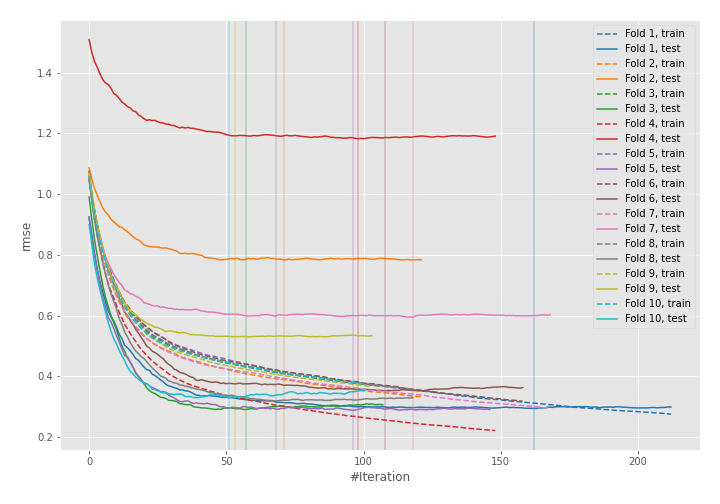 rmse
1.4
1.2
1.0
0.8
0.6
0.4
0.2
0
50
100
150
200
#Iteration
Fold 1, train
Fold 1, test
Fold 2, train
Fold 2, test
Fold 3, train
Fold 3, test
Fold 4, train
Fold 4, test
Fold 5, train
Fold 5, test
Fold 6, train
Fold 6, test
Fold 7, train
Fold 7, test
Fold 8, train
Fold 8, test
Fold 9, train
Fold 9, test
Fold 10, train
Fold 10, test